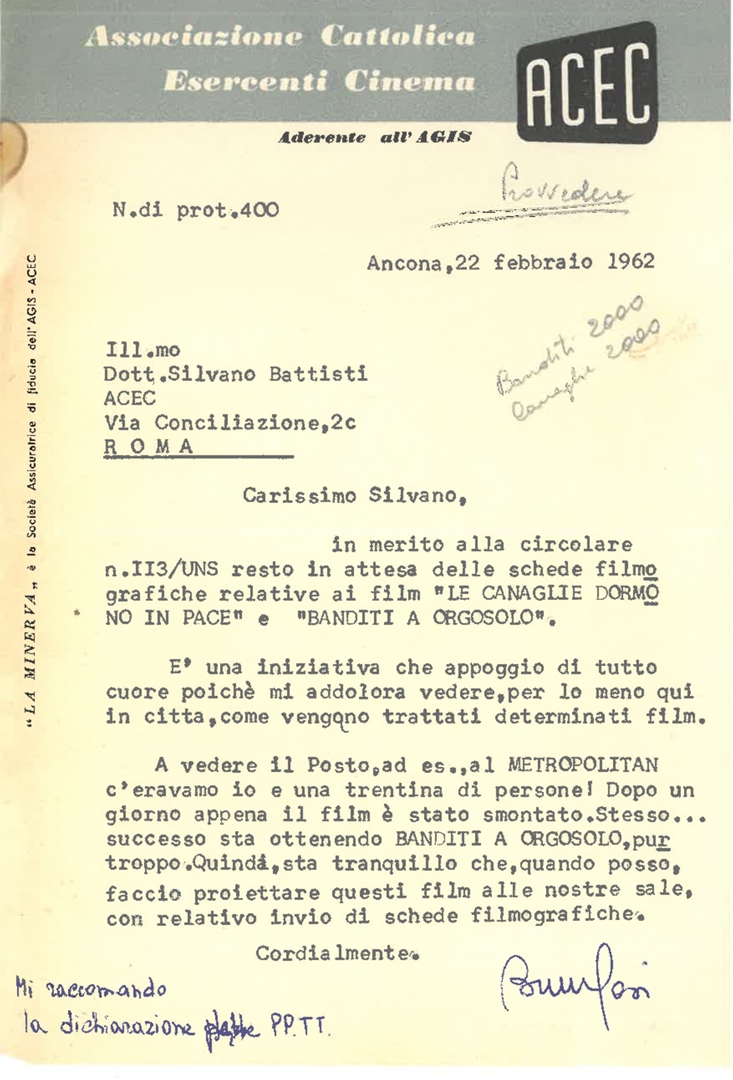 Associazione Cattolica
Esercenti Cinema
ACEC
Aderente all' AGIS
Provvedere
N.di prot.400
Ancona,22 febbraio 1962
Banditi 2000
Canaglie 2000
Ill.mo
Dott.Silvano Battisti
ACEC
Via Conciliazione,2c
R O M A
Carissimo Silvano,
in merito alla circolare
n.II3/UNS resto in attesa delle schede filmo
grafiche relative ai film "LE CANAGLIE DORMO
NO IN PACE" e "BANDITI A ORGOSOLO".
E' una iniziativa che appoggio di tutto
cuore poichè mi addolora vedere,per lo meno qui
in citta,come vengono trattati determinati film.
A vedere il Posto,ad es.,al METROPOLITAN
c'eravamo io e una trentina di persone! Dopo un
giorno appena il film è stato smontato.Stesso...
successo sta ottenendo BANDITI A ORGOSOLO,pur
troppo.Quindi,sta tranquillo che,quando posso,
faccio proiettare questi film alle nostre sale,
con relativo invio di schede filmografiche.
Cordialmente.
Mi raccomando
la dichiarazione PP.TT.
"LA MINERVA„ è la Società Assicuratrice di fiducia dell'AGIS - ACEC